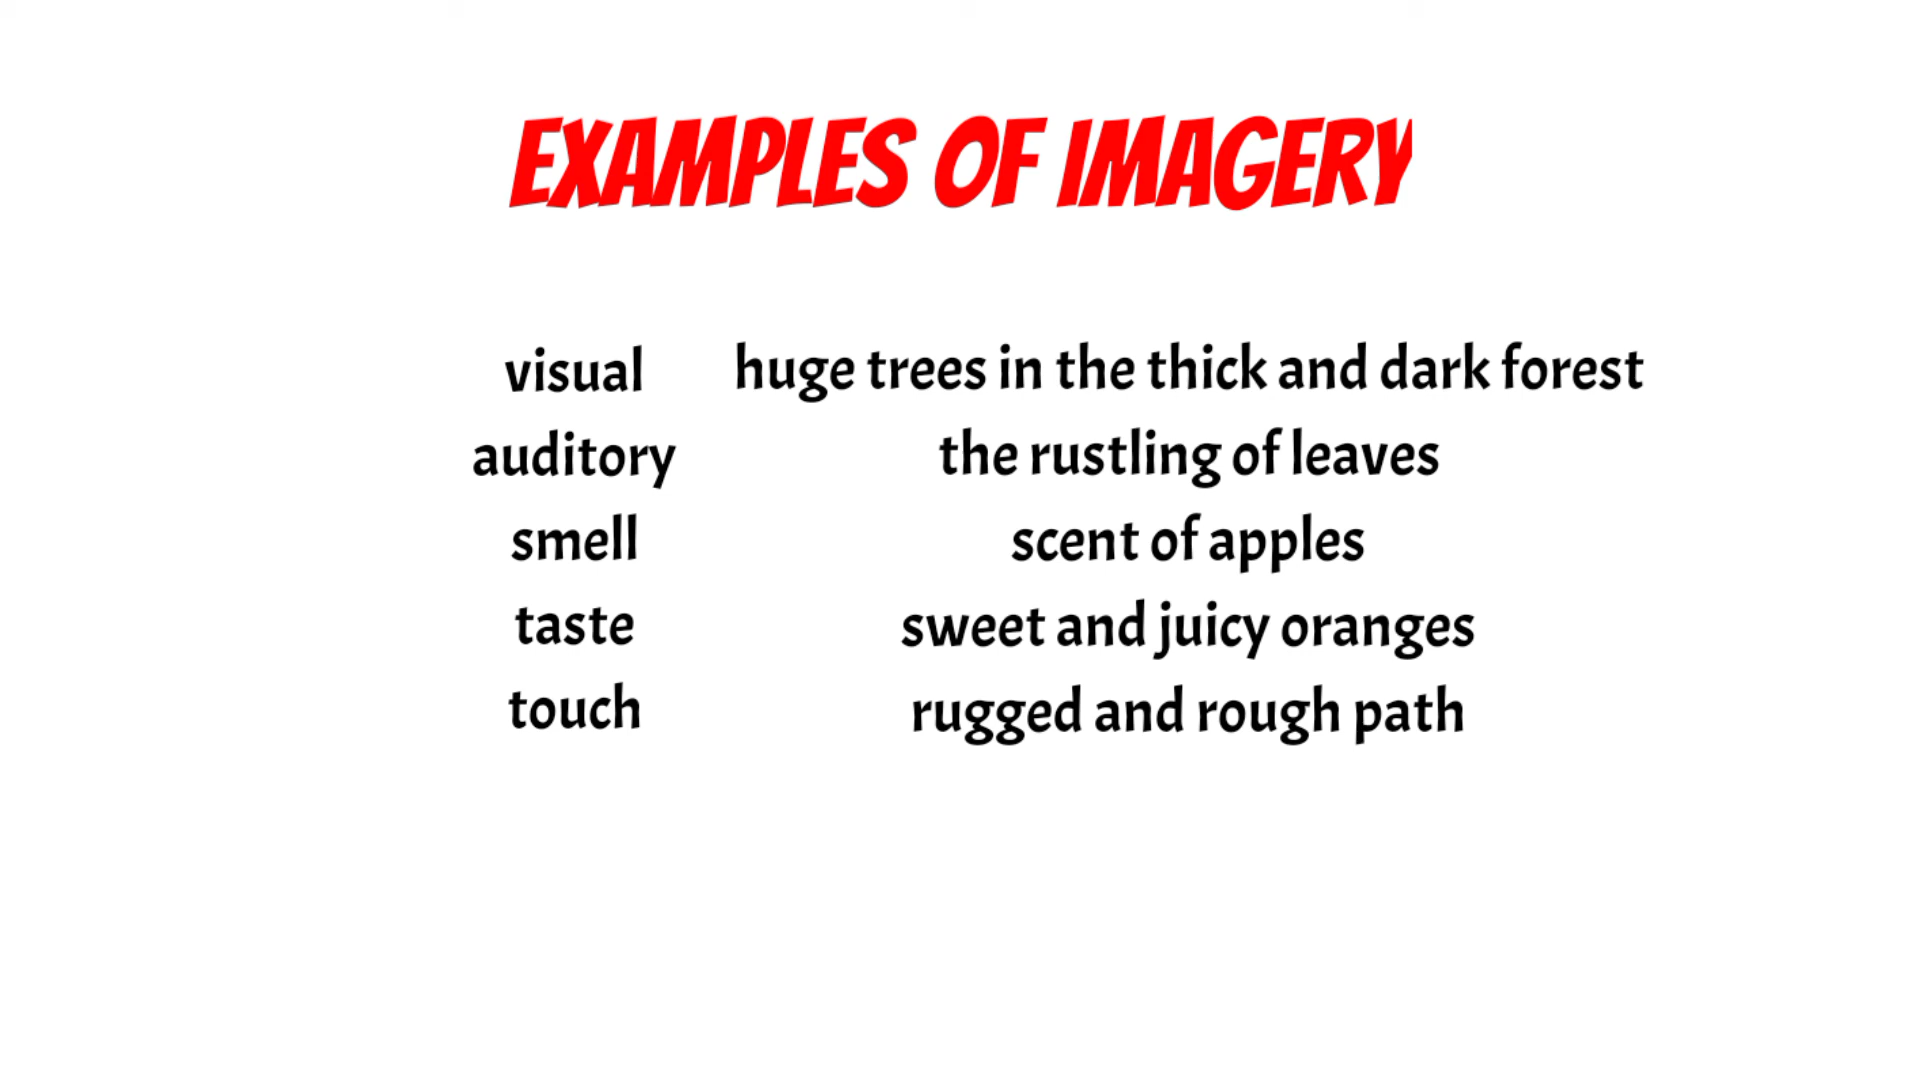 EXAMPLES OF IMAGERY
visual huge trees in the thick and dark forest
auditory the rustling of leaves
smell scent of apples
taste sweet and juicy oranges
touch rugged and rough path